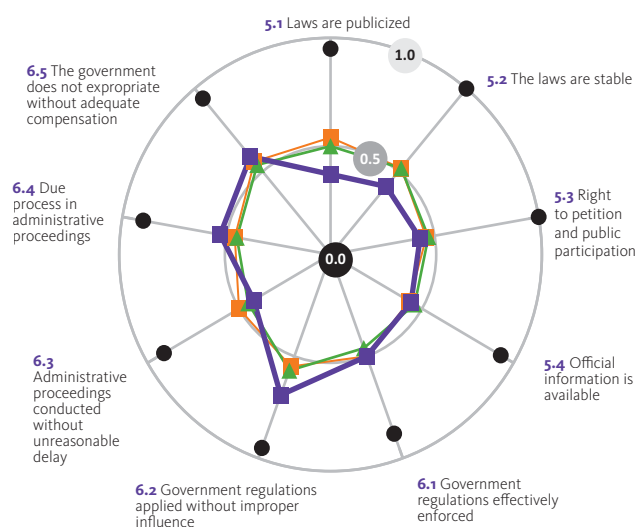 5.1 Laws are publicized
1.0
5.2 The laws are stable
0.5
5.3 Right
to petition
and public
participation
0.0
5.4 Official
information is
available
6.1 Government
regulations effectively
enforced
6.2 Government regulations
applied without improper
influence
6.3
Administrative
proceedings
conducted
without
unreasonable
delay
6.4 Due
process in
administrative
proceedings
6.5 The government
does not expropriate
without adequate
compensation